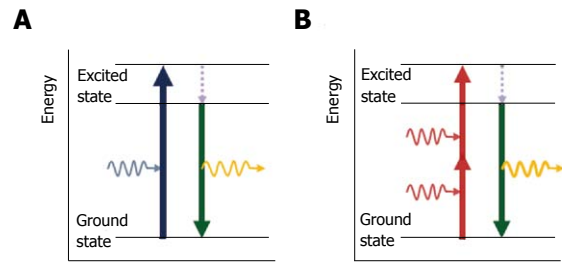 A
Energy
Excited
state
Ground
state
B
Energy
Excited
state
Ground
state